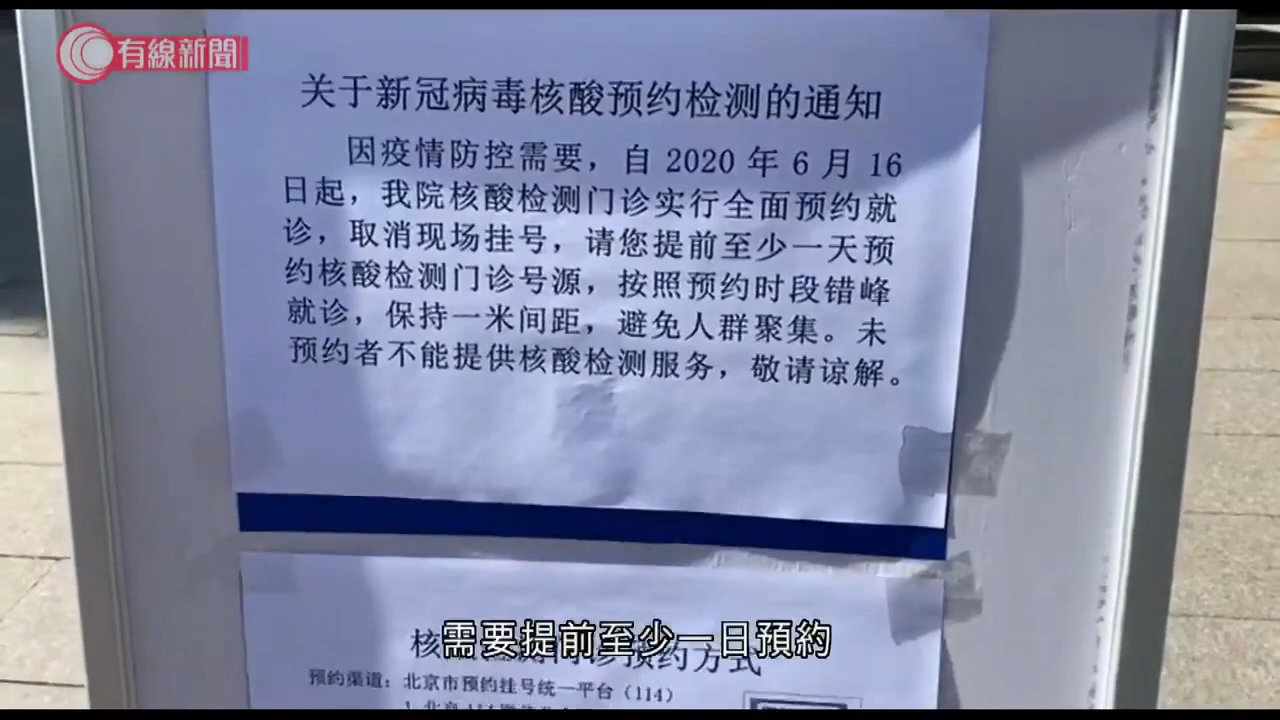 有線新聞
关于新冠病毒核酸预约检测的通知
因疫情防控需要，自 2020 年 6 月 16
日起，我院核酸检测门诊实行全面预约就
诊，取消现场挂号，请您提前至少一天预
约核酸检测门诊号源，按照预约时段错峰
就诊，保持一米间距，避免人群聚集。未
预约者不能提供核酸检测服务，敬请谅解。
核 门诊预约方式
需要提前至少一日預約
预约渠道：北京市预约挂号统一平台（114）